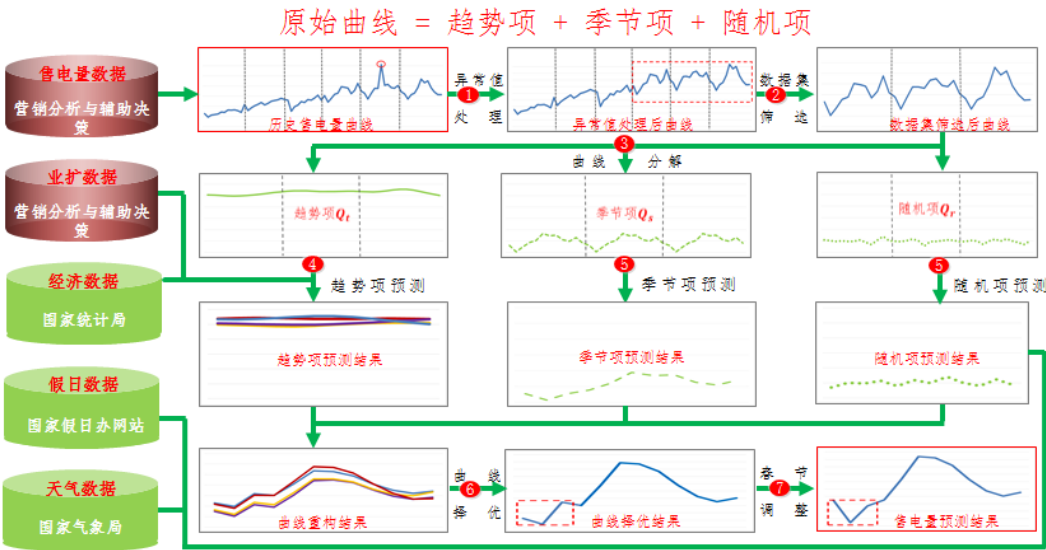 原始曲线 = 趋势项 + 季节项 + 随机项
售电量数据
营销分析与辅助决
策
历史售电量曲线
异常值
1
处 理
异常值处理后曲线
数据集
2
筛 选
数据集筛选后曲线
3
曲线 分解
业扩数据
营销分析与辅助决
策
趋势项Qt
季节项Qs
随机项Qr
4
趋势项预测
5
季节项预测
5
随机项预测
经济数据
国家统计局
趋势项预测结果
季节项预测结果
随机项预测结果
假日数据
国家假日办网站
天气数据
国家气象局
曲线重构结果
曲 线
6
择 优
曲线择优结果
春 节
7
调 整
售电量预测结果